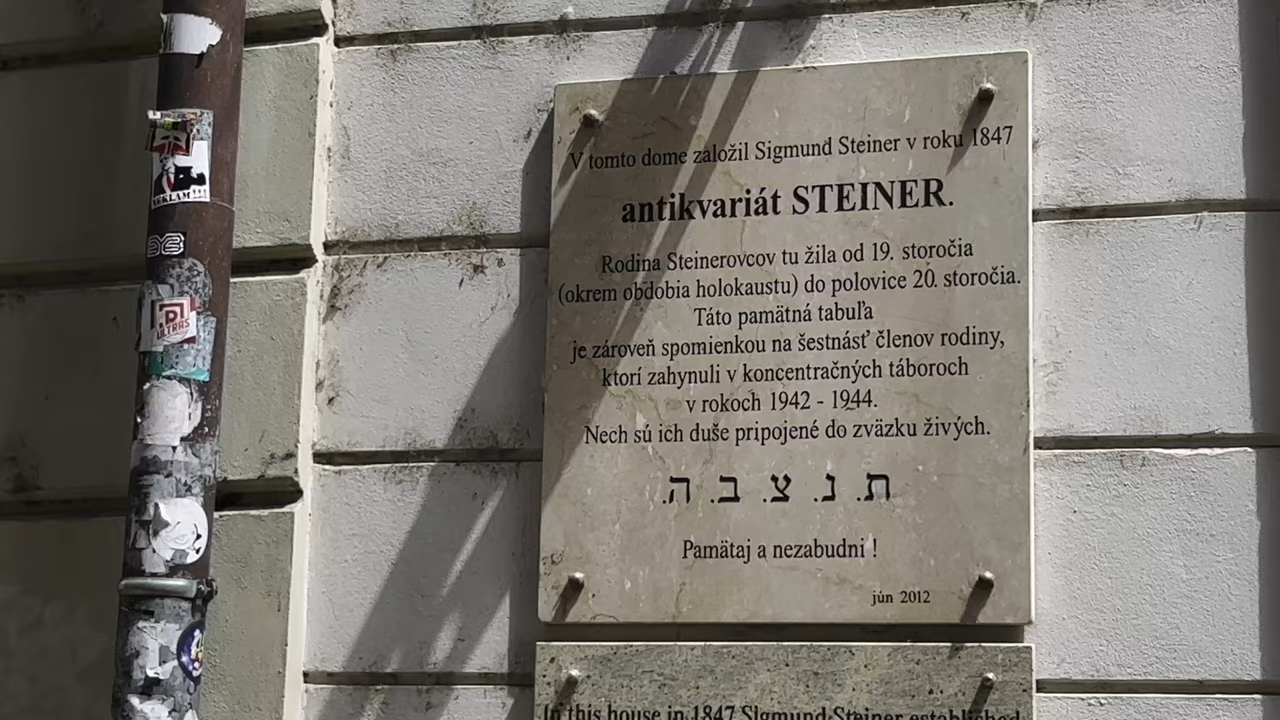 V tomto dome založil Sigmund Steiner v roku 1847
antikvariát STEINER.
Rodina Steinerovcov tu žila od 19. storočia
(okrem obdobia holokaustu) do polovice 20. storočia.
Táto pamätná tabuľa
je zároveň spomienkou na šestnásť členov rodiny,
ktorí zahynuli v koncentračných táboroch
v rokoch 1942 - 1944.
Nech sú ich duše pripojené do zväzku živých.
ת. נ. צ. ב. ה.
Pamätaj a nezabudni !
jún 2012
In this house in 1847 Sigmund Steiner established
ULTRAS